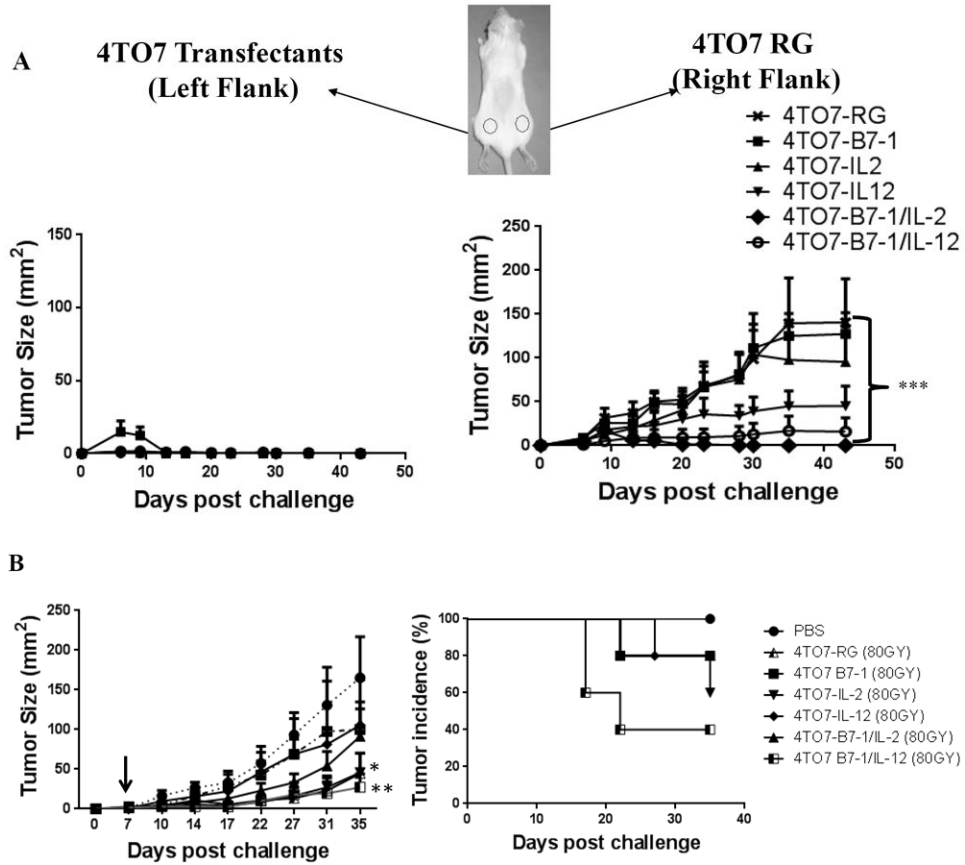 A
4TO7 Transfectants
(Left Flank)
4TO7 RG
(Right Flank)
4TO7-RG
4TO7-B7-1
4TO7-IL2
4TO7-IL12
4TO7-B7-1/IL-2
4TO7-B7-1/IL-12
Tumor Size (mm²)
150
100
50
0
0 10 20 30 40 50
Days post challenge
Tumor Size (mm²)
250
200
150
100
50
0
0 10 20 30 40 50
Days post challenge
***
B
Tumor Size (mm²)
250
200
150
100
50
0
0 7 10 14 17 22 27 31 35
Days post challenge
*
**
Tumor incidence (%)
100
80
60
40
20
0
0 10 20 30 40
Days post challenge
PBS
4TO7-RG (80GY)
4TO7 B7-1 (80GY)
4TO7-IL-2 (80GY)
4TO7-IL-12 (80GY)
4TO7-B7-1/IL-2 (80GY)
4TO7 B7-1/IL-12 (80GY)